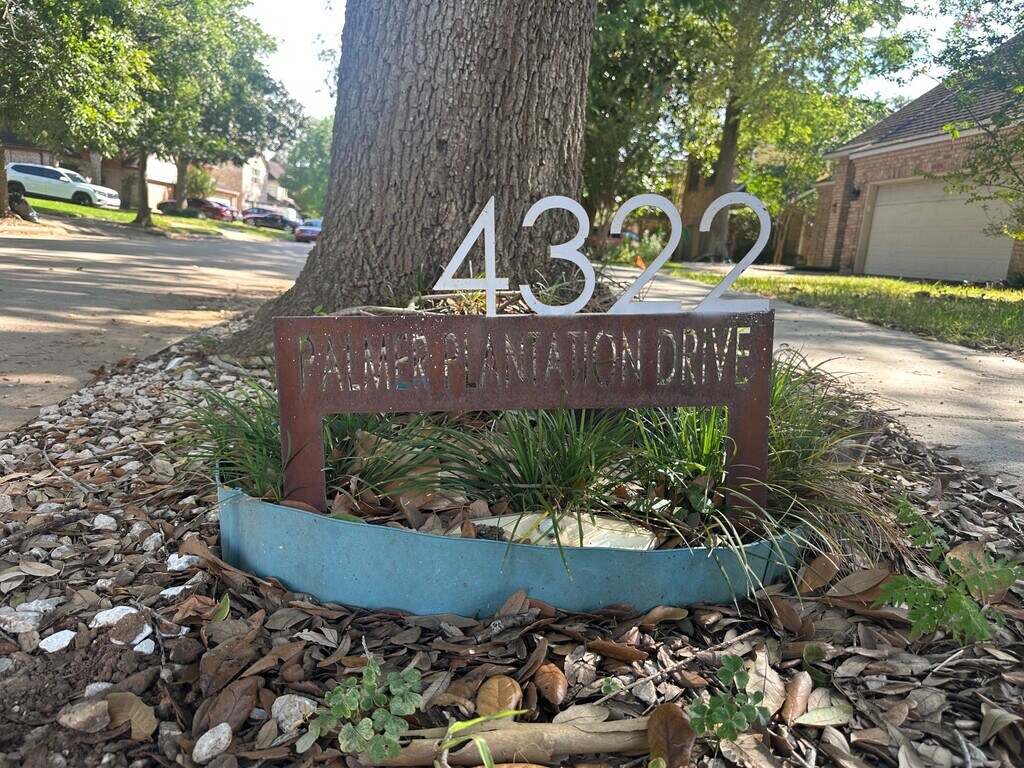 4322
PALMER PLANTATION DRIVE